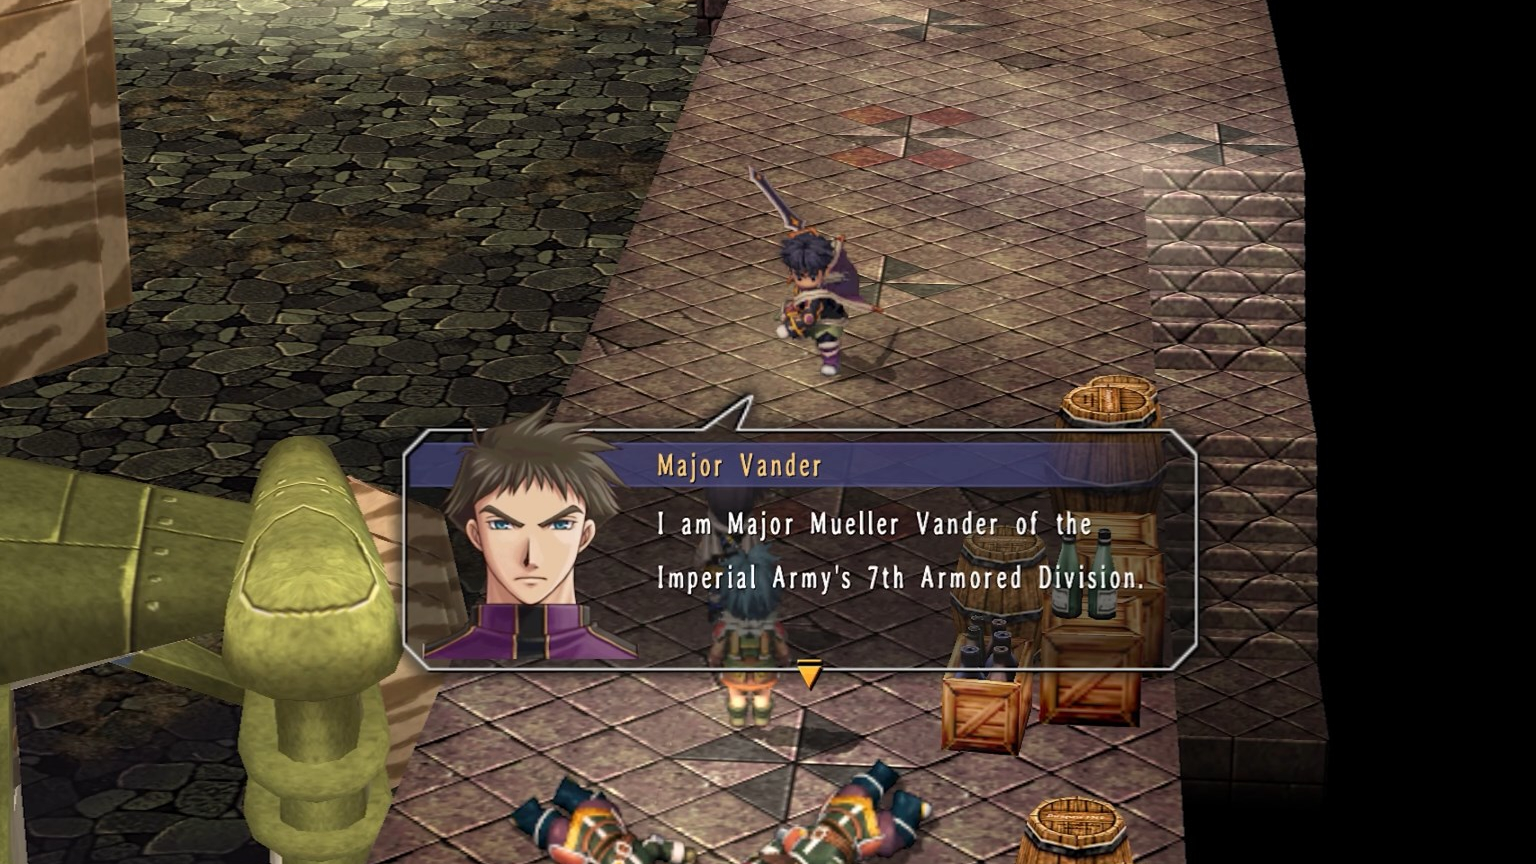 Major Vander
I am Major Mueller Vander of the
Imperial Army's 7th Armored Division.